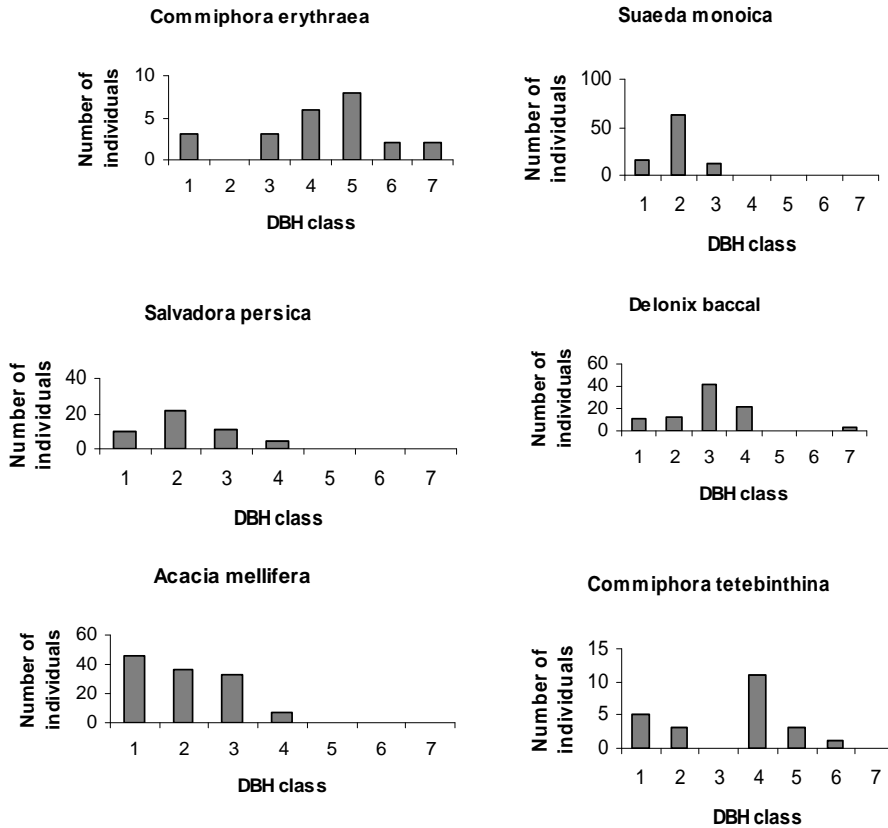 Commiphora erythraea
Number of
individuals
10
5
0
1 2 3 4 5 6 7
DBH class
Suaeda monoica
Number of
individuals
100
50
0
1 2 3 4 5 6 7
DBH class
Salvadora persica
Number of
individuals
40
20
0
1 2 3 4 5 6 7
DBH class
Delonix baccal
Number of
individuals
60
40
20
0
1 2 3 4 5 6 7
DBH class
Acacia mellifera
Number of
individuals
60
40
20
0
1 2 3 4 5 6 7
DBH class
Commiphora tetebinthina
Number of
individuals
15
10
5
0
1 2 3 4 5 6 7
DBH class